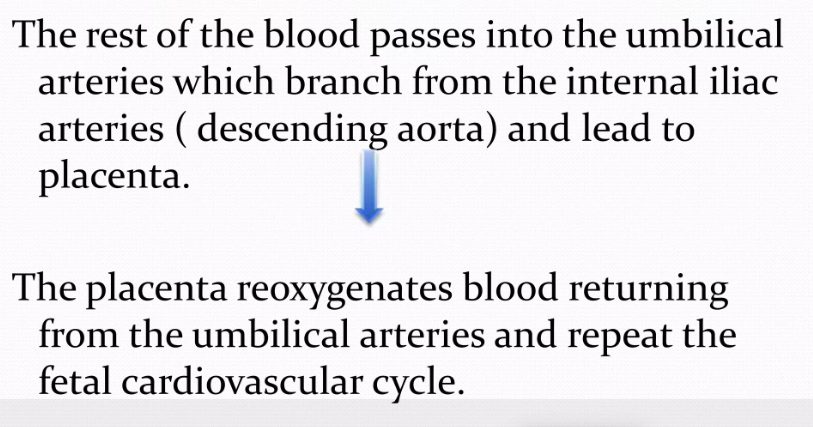 The rest of the blood passes into the umbilical
arteries which branch from the internal iliac
arteries ( descending aorta) and lead to
placenta.
The placenta reoxygenates blood returning
from the umbilical arteries and repeat the
fetal cardiovascular cycle.